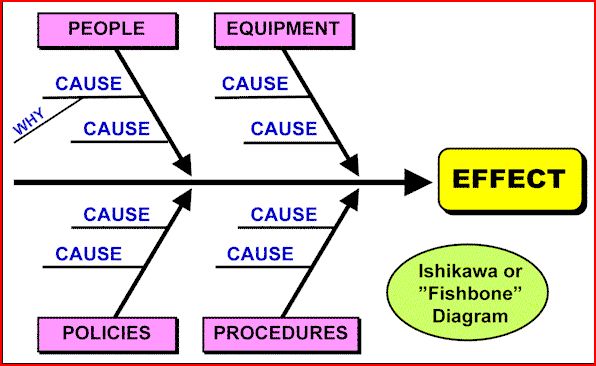 PEOPLE
EQUIPMENT
CAUSE
CAUSE
WHY
CAUSE
CAUSE
EFFECT
CAUSE
CAUSE
CAUSE
CAUSE
Ishikawa or
”Fishbone”
Diagram
POLICIES
PROCEDURES